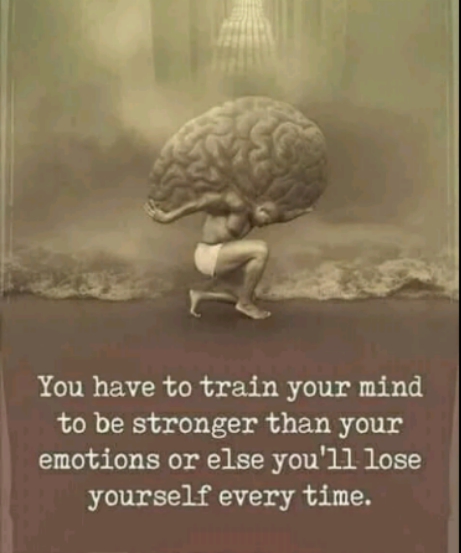 You have to train your mind
to be stronger than your
emotions or else you'll lose
yourself every time.